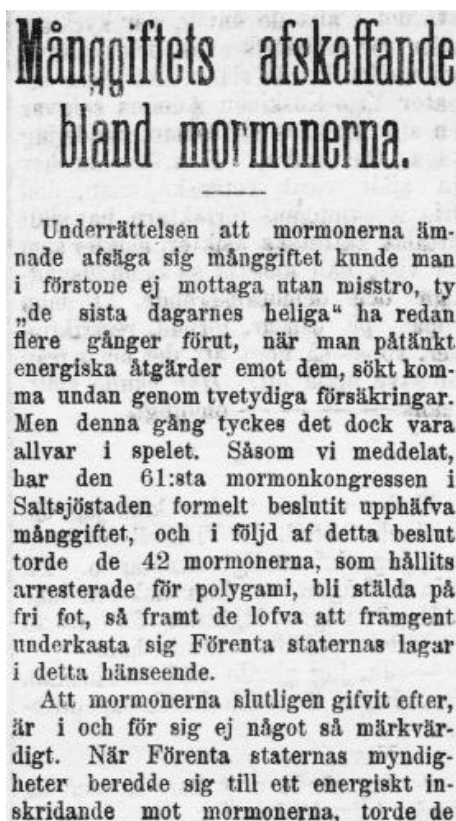 Månggiftets afskaffande
bland mormonerna.
Underrättelsen att mormonerna äm-
nade afsäga sig månggiftet kunde man
i förstone ej mottaga utan misstro, ty
„de sista dagarnes heliga" ha redan
flere gånger förut, när man påtänkt
energiska åtgärder emot dem, sökt kom-
ma undan genom tvetydiga försäkringar.
Men denna gång tyckes det dock vara
allvar i spelet. Såsom vi meddelat,
har den 61:sta mormonkongressen i
Saltsjöstaden formelt beslutit upphäfva
månggiftet, och i följd af detta beslut
torde de 42 mormonerna, som hållits
arresterade för polygami, bli stälda på
fri fot, så framt de lofva att framgent
underkasta sig Förenta staternas lagar
i detta hänseende.
Att mormonerna slutligen gifvit efter,
är i och för sig ej något så märkvär-
digt. När Förenta staternas myndig-
heter beredde sig till ett energiskt in-
skridande mot mormonerna, torde de